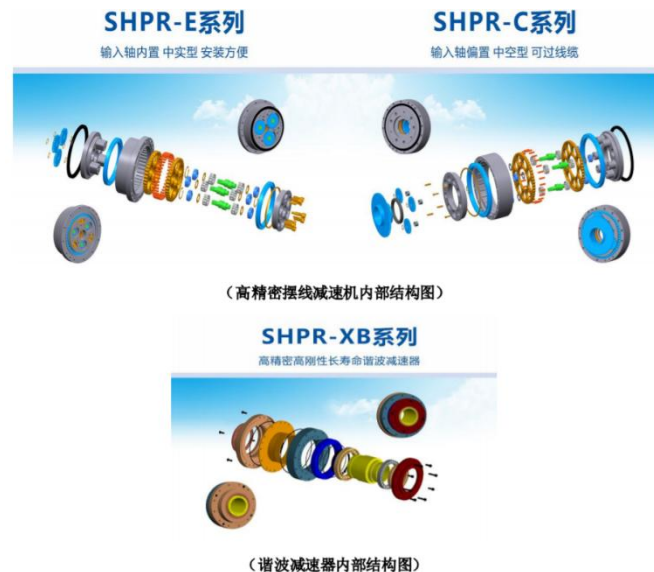 SHPR-E系列
输入轴内置 中实型 安装方便
SHPR-C系列
输入轴偏置 中空型 可过线缆
（高精密摆线减速机内部结构图）
SHPR-XB系列
高精密高刚性长寿命谐波减速器
（谐波减速器内部结构图）